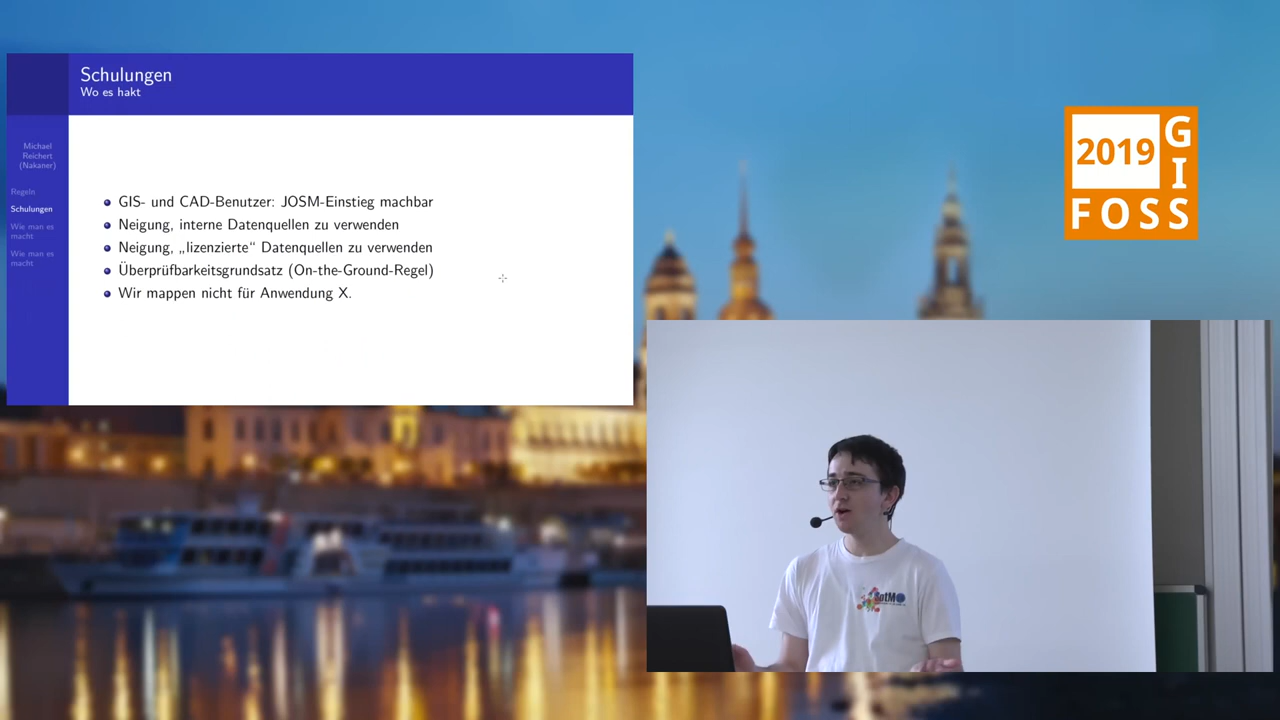 Schulungen
Wo es hakt
Michael
Reichert
(Nakaner)
Regeln
Schulungen
Wie man es
macht
Wie man es
macht
GIS- und CAD-Benutzer: JOSM-Einstieg machbar
Neigung, interne Datenquellen zu verwenden
Neigung, „lizenzierte“ Datenquellen zu verwenden
Überprüfbarkeitsgrundsatz (On-the-Ground-Regel)
Wir mappen nicht für Anwendung X.
2019
G
I
FOSS